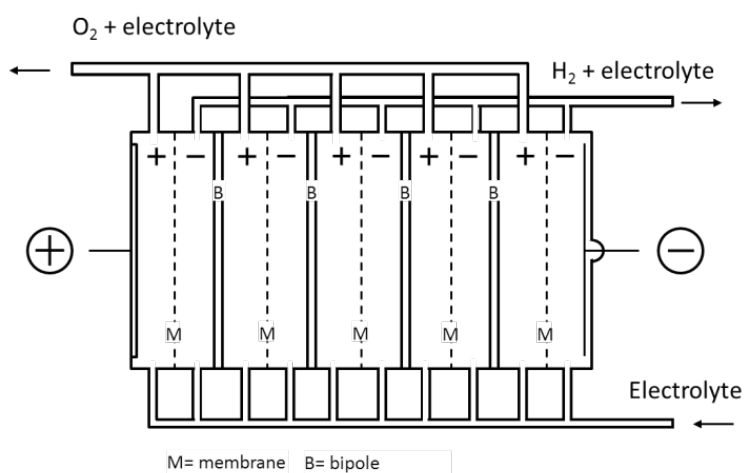 O₂ + electrolyte
H₂ + electrolyte
+ − + − + − + − + −
B B B B
+ −
M M M M M
Electrolyte
M= membrane B= bipole